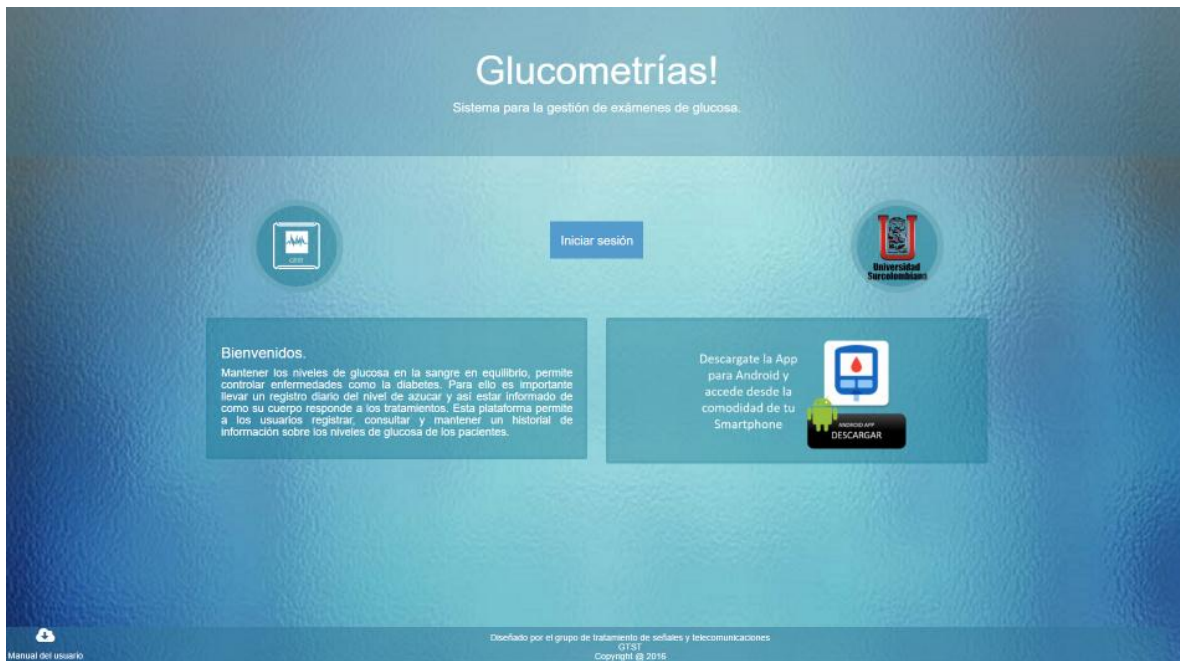 Glucometrías!
Sistema para la gestión de exámenes de glucosa.
Iniciar sesión
Universidad
Surcolombiana
Bienvenidos.
Mantener los niveles de glucosa en la sangre en equilibrio, permite
controlar enfermedades como la diabetes. Para ello es importante
llevar un registro diario del nivel de azucar y así estar informado de
como su cuerpo responde a los tratamientos. Esta plataforma permite
a los usuarios registrar, consultar y mantener un historial de
información sobre los niveles de glucosa de los pacientes.
Descargate la App
para Android y
accede desde la
comodidad de tu
Smartphone
ANDROID APP
DESCARGAR
Manual del usuario
Diseñado por el grupo de tratamiento de señales y telecomunicaciones
GTST
Copyright @ 2016